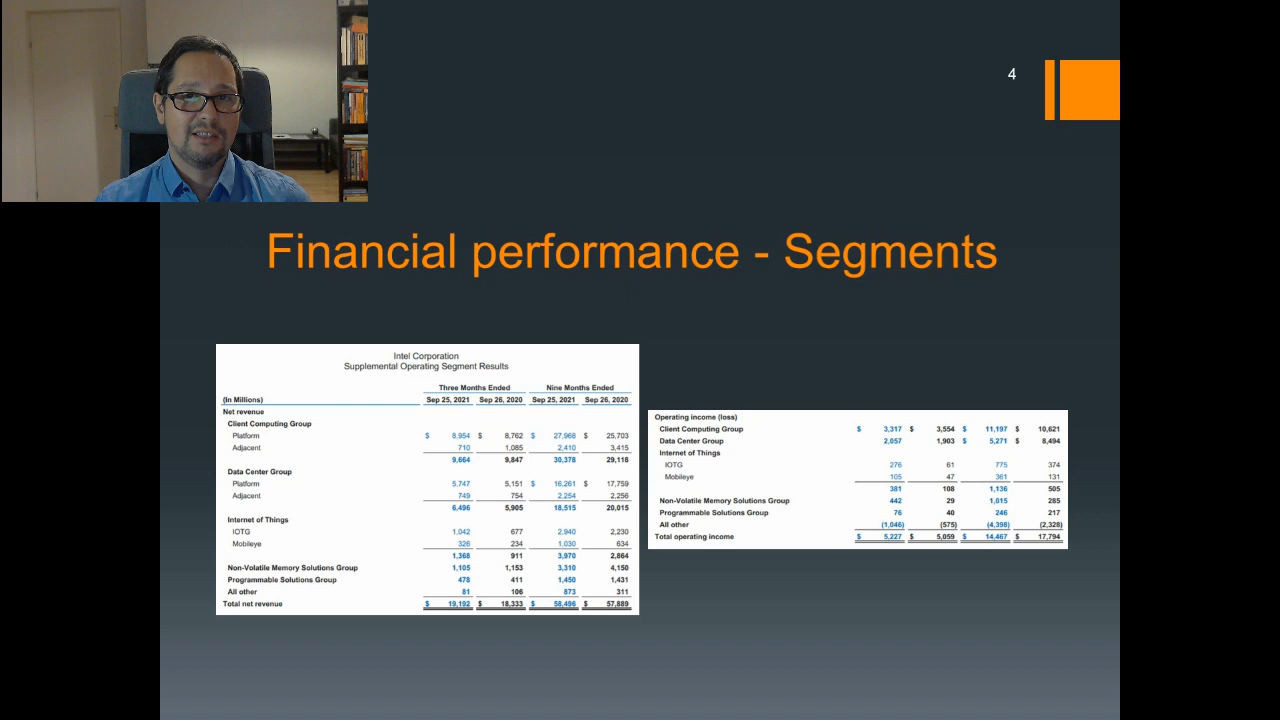 4
Financial performance - Segments
Intel Corporation
Supplemental Operating Segment Results
Three Months Ended Nine Months Ended
(In Millions) Sep 25, 2021 Sep 26, 2020 Sep 25, 2021 Sep 26, 2020
Net revenue
Client Computing Group
Platform $ 8,954 $ 8,762 $ 27,968 $ 25,703
Adjacent 710 1,085 2,410 3,415
9,664 9,847 30,378 29,118
Data Center Group
Platform 5,747 5,151 $ 16,261 $ 17,759
Adjacent 749 754 2,254 2,256
6,496 5,905 18,515 20,015
Internet of Things
IOTG 1,042 677 2,940 2,230
Mobileye 326 234 1,030 634
1,368 911 3,970 2,864
Non-Volatile Memory Solutions Group 1,105 1,153 3,310 4,150
Programmable Solutions Group 478 411 1,450 1,431
All other 81 106 873 311
Total net revenue $ 19,192 $ 18,333 $ 58,496 $ 57,889
Operating income (loss)
Client Computing Group $ 3,317 $ 3,554 $ 11,197 $ 10,621
Data Center Group 2,057 1,903 $ 5,271 $ 8,494
Internet of Things
IOTG 276 61 775 374
Mobileye 105 47 361 131
381 108 1,136 505
Non-Volatile Memory Solutions Group 442 29 1,015 285
Programmable Solutions Group 76 40 246 217
All other (1,046) (575) (4,398) (2,328)
Total operating income $ 5,227 $ 5,059 $ 14,467 $ 17,794